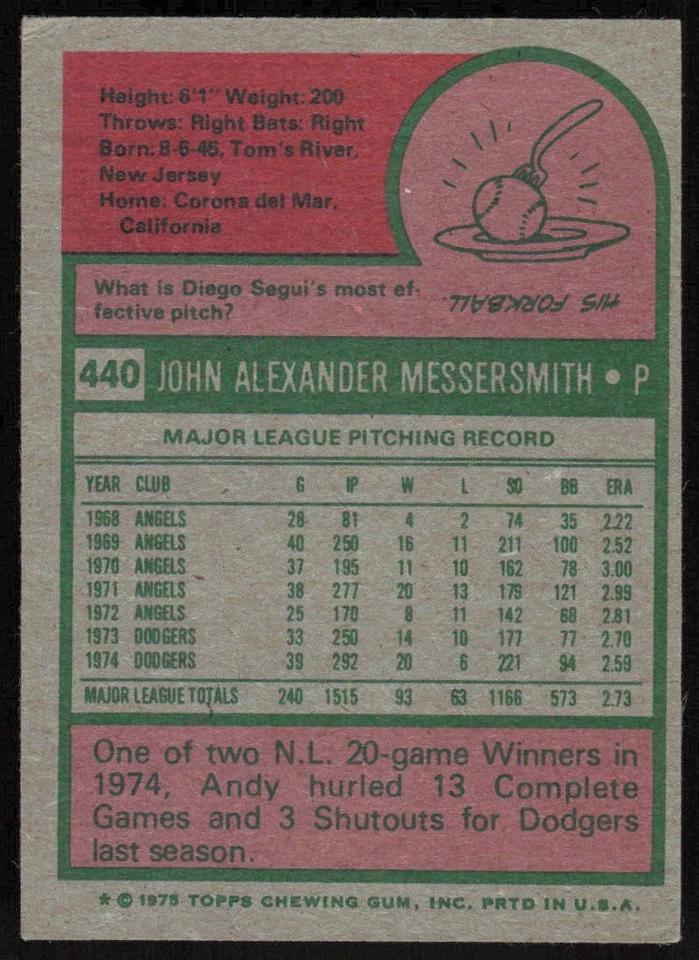 Height: 6'1" Weight: 200
Throws: Right Bats: Right
Born: 8-6-45, Tom's River,
New Jersey
Home: Corona del Mar,
California
What is Diego Segui's most ef-
fective pitch?
HIS FORKBALL.
440 JOHN ALEXANDER MESSERSMITH • P
MAJOR LEAGUE PITCHING RECORD
YEAR CLUB G IP W L SO BB ERA
1968 ANGELS 28 81 4 2 74 35 2.22
1969 ANGELS 40 250 16 11 211 100 2.52
1970 ANGELS 37 195 11 10 162 78 3.00
1971 ANGELS 38 277 20 13 179 121 2.99
1972 ANGELS 25 170 8 11 142 68 2.81
1973 DODGERS 33 250 14 10 177 77 2.70
1974 DODGERS 39 292 20 6 221 94 2.59
MAJOR LEAGUE TOTALS 240 1515 93 63 1166 573 2.73
One of two N.L. 20-game Winners in
1974, Andy hurled 13 Complete
Games and 3 Shutouts for Dodgers
last season.
* © 1975 TOPPS CHEWING GUM, INC. PRTD IN U.S.A.